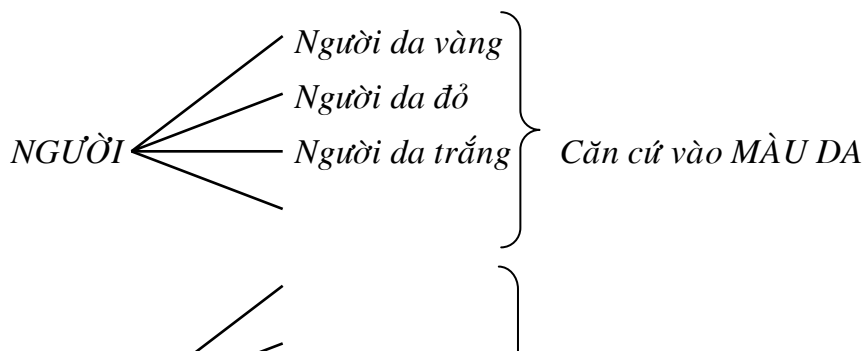 Người da vàng
Người da đỏ
NGƯỜI Người da trắng Căn cứ vào MÀU DA